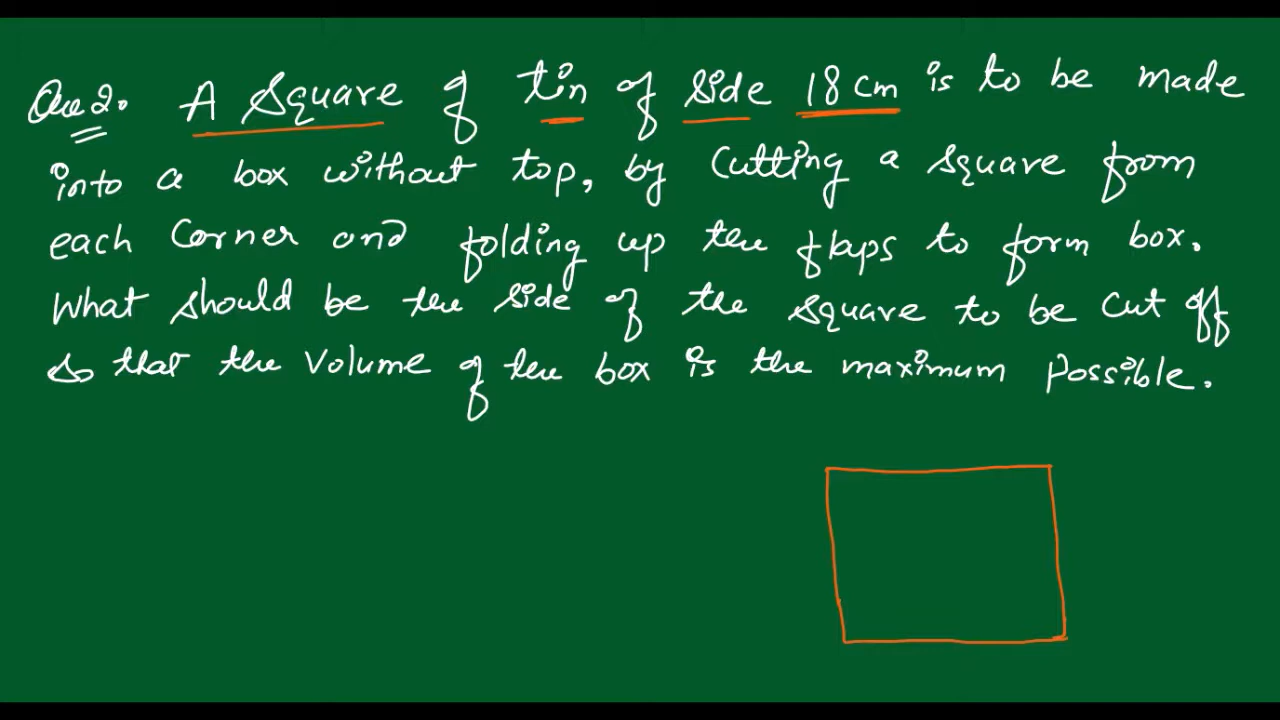 Que 2. A Square of tin of side 18 cm is to be made
into a box without top, by cutting a square from
each corner and folding up the flaps to form box.
What should be the side of the square to be cut off
so that the volume of the box is the maximum possible.